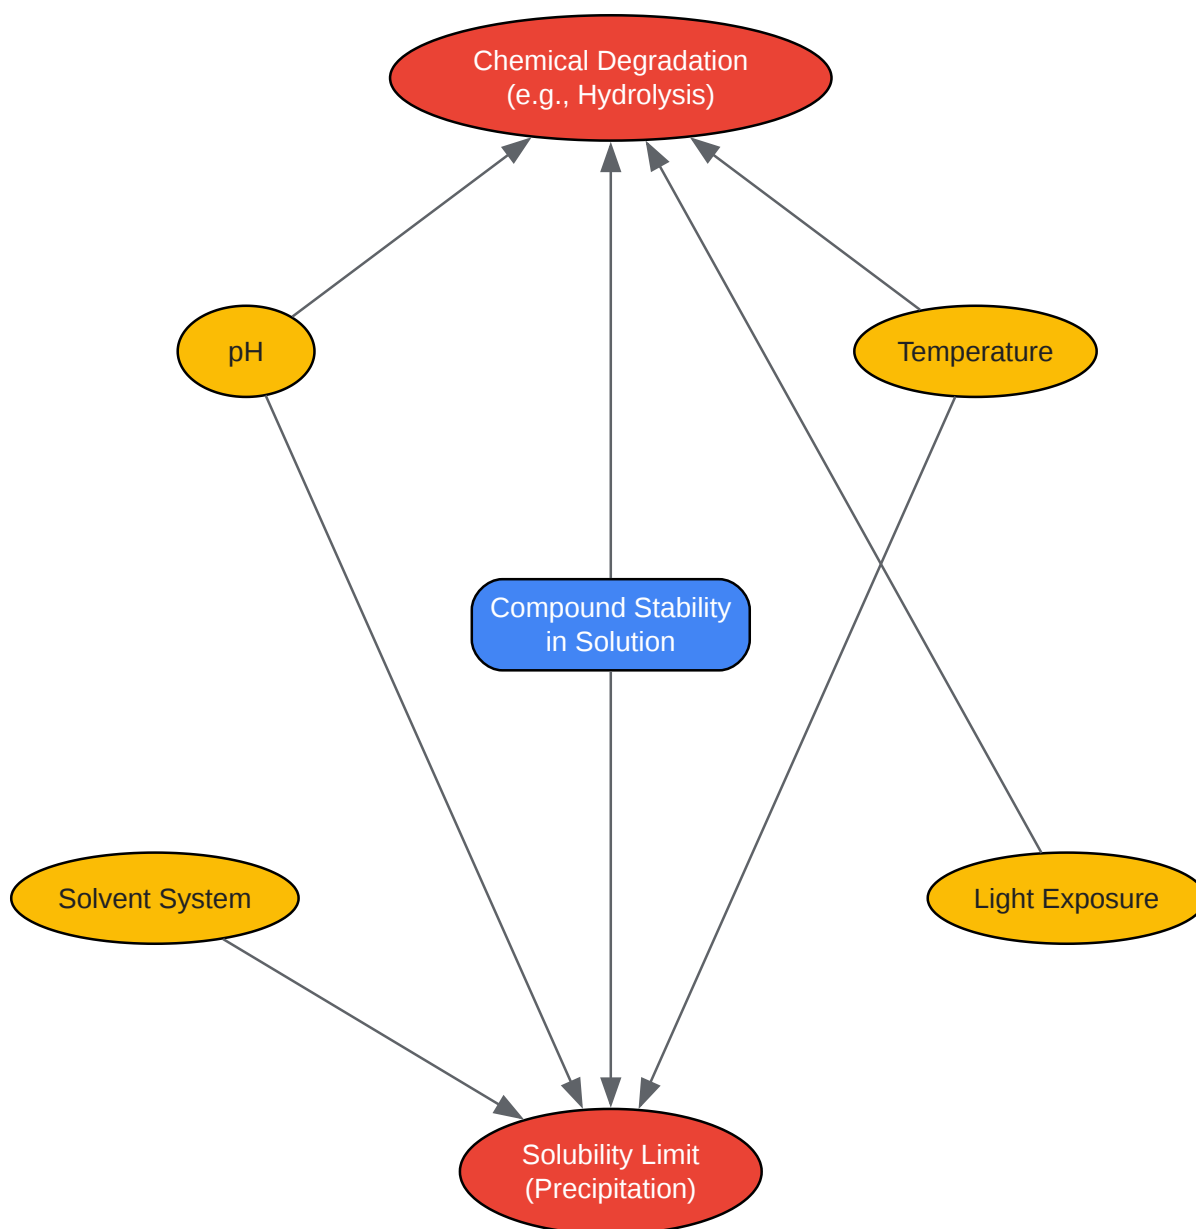 Chemical Degradation
(e.g., Hydrolysis)
pH
Temperature
Compound Stability
in Solution
Solvent System
Light Exposure
Solubility Limit
(Precipitation)